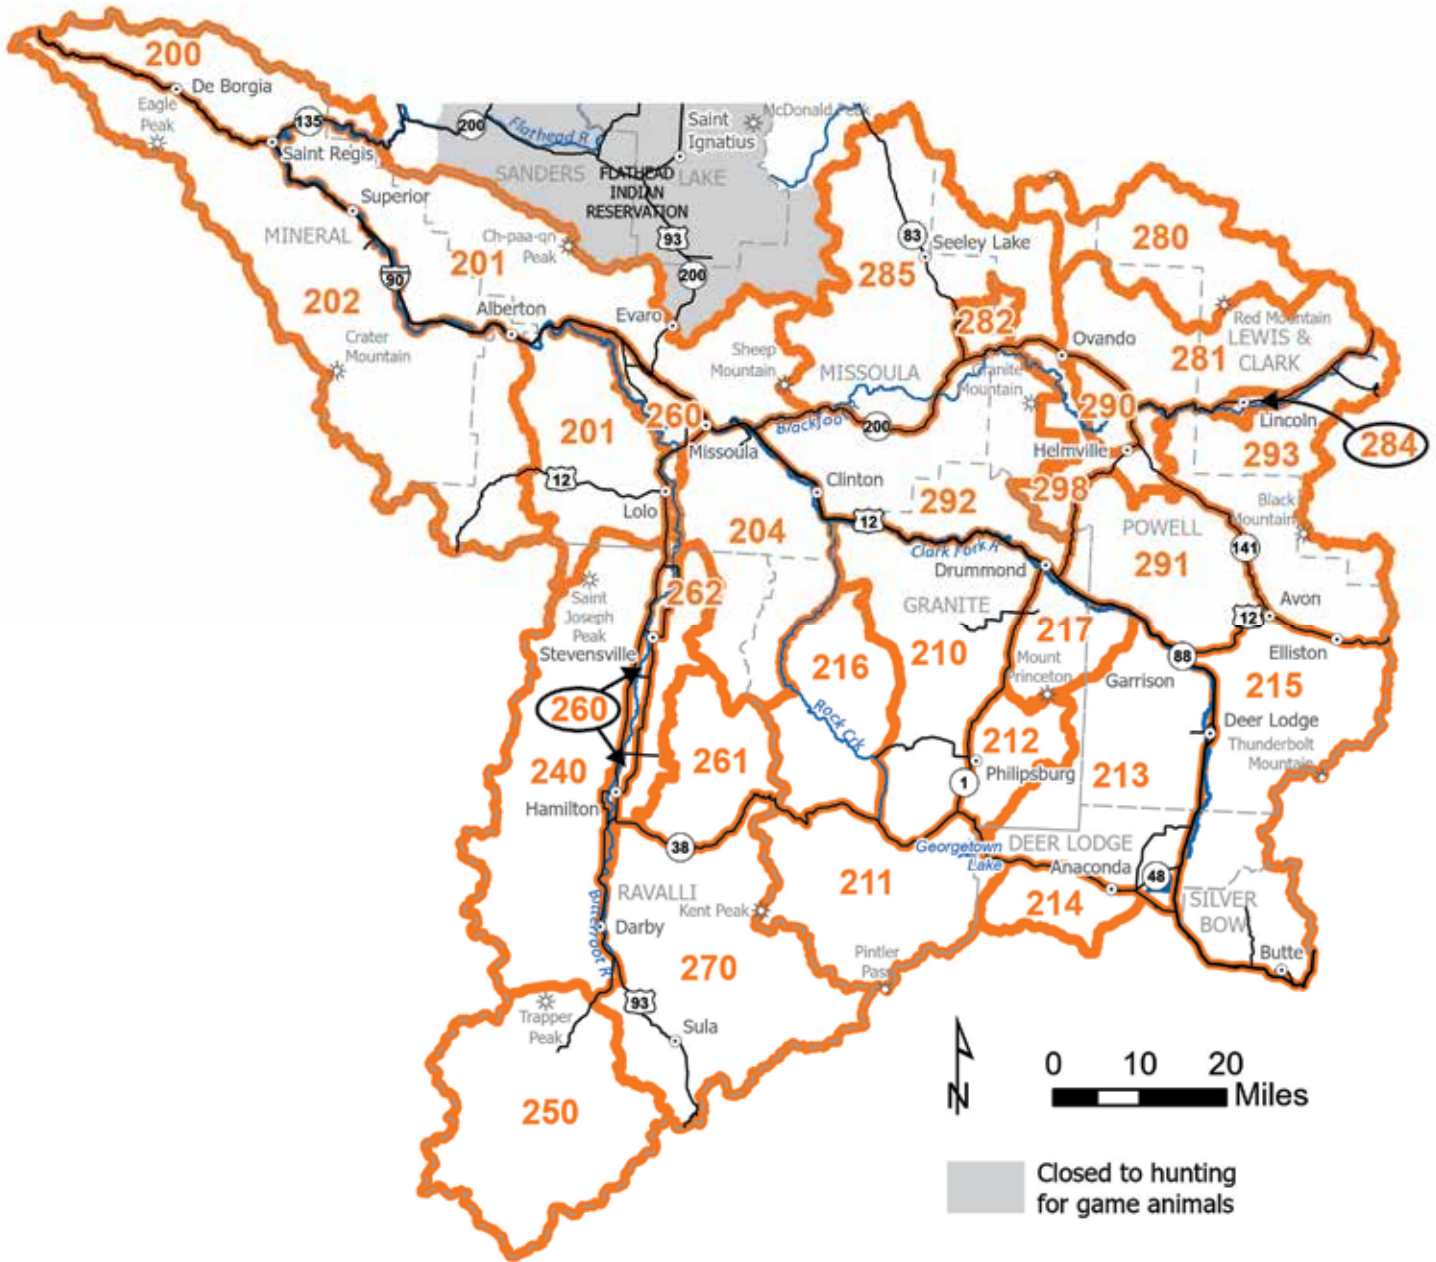 200
De Borgia
Eagle
Peak
135
Saint Regis
Superior
MINERAL
90
202
201
Ch-paa-qn
Peak
200
Flathead R
SANDERS
FLATHEAD
INDIAN
RESERVATION
LAKE
Saint
Ignatius
93
200
83
Seeley Lake
285
280
282
Ovando
Red Mountain
LEWIS &
CLARK
281
Alberton
Evaro
Crater
Mountain
Sheep
Mountain
MISSOULA
Granite
Mountain
290
Lincoln
284
293
201
260
Missoula
200
Helmville
298
12
Lolo
Clinton
292
Black
Mountain
204
12
POWELL
141
291
Clark Fork R
Drummond
262
Saint
Joseph
Peak
Stevensville
GRANITE
217
12
Avon
Elliston
88
Garrison
215
260
216
210
Mount
Princeton
Rock Crk
Deer Lodge
Thunderbolt
Mountain
240
261
212
Philipsburg
213
1
Hamilton
38
Georgetown
Lake
DEER LODGE
Anaconda
48
RAVALLI
Kent Peak
211
214
SILVER
BOW
Bitterroot R
Darby
270
Pintler
Pass
Butte
Trapper
Peak
93
Sula
250
N
0 10 20
Miles
Closed to hunting
for game animals